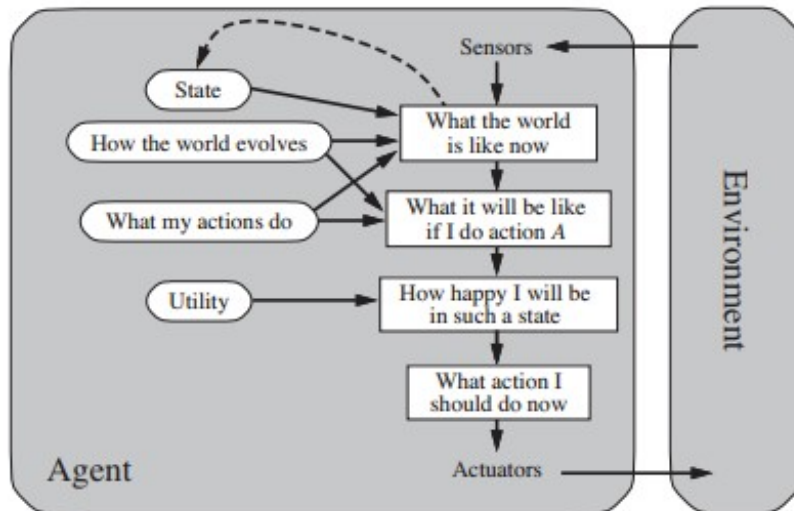 Sensors
State
What the world
is like now
How the world evolves
What my actions do
What it will be like
if I do action A
Utility
How happy I will be
in such a state
What action I
should do now
Agent
Actuators
Environment